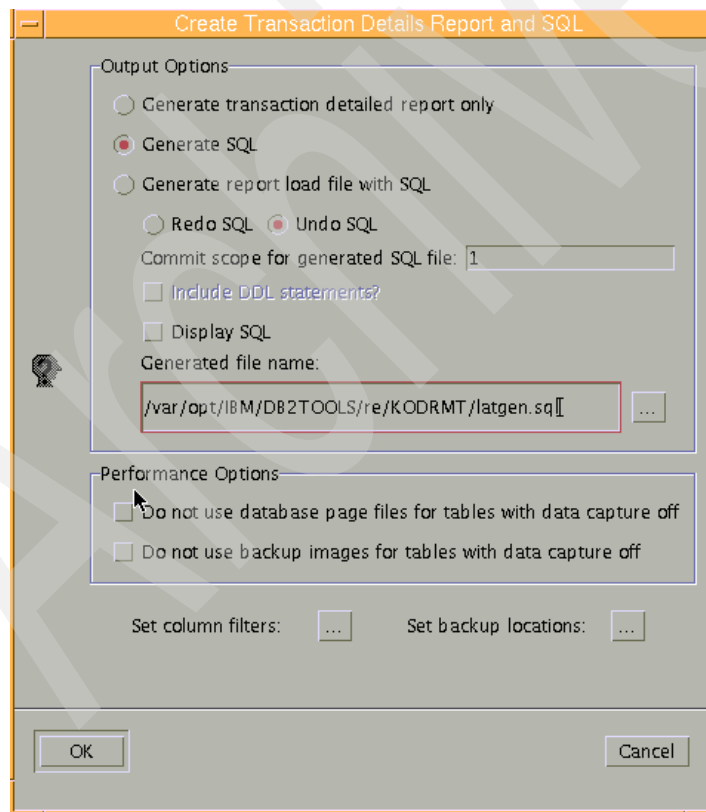 Create Transaction Details Report and SQL
Output Options
Generate transaction detailed report only
Generate SQL
Generate report load file with SQL
Redo SQL Undo SQL
Commit scope for generated SQL file: 1
Include DDL statements?
Display SQL
Generated file name:
/var/opt/IBM/DB2TOOLS/re/KODRMT/latgen.sql ...
Performance Options
Do not use database page files for tables with data capture off
Do not use backup images for tables with data capture off
Set column filters: ... Set backup locations: ...
OK Cancel